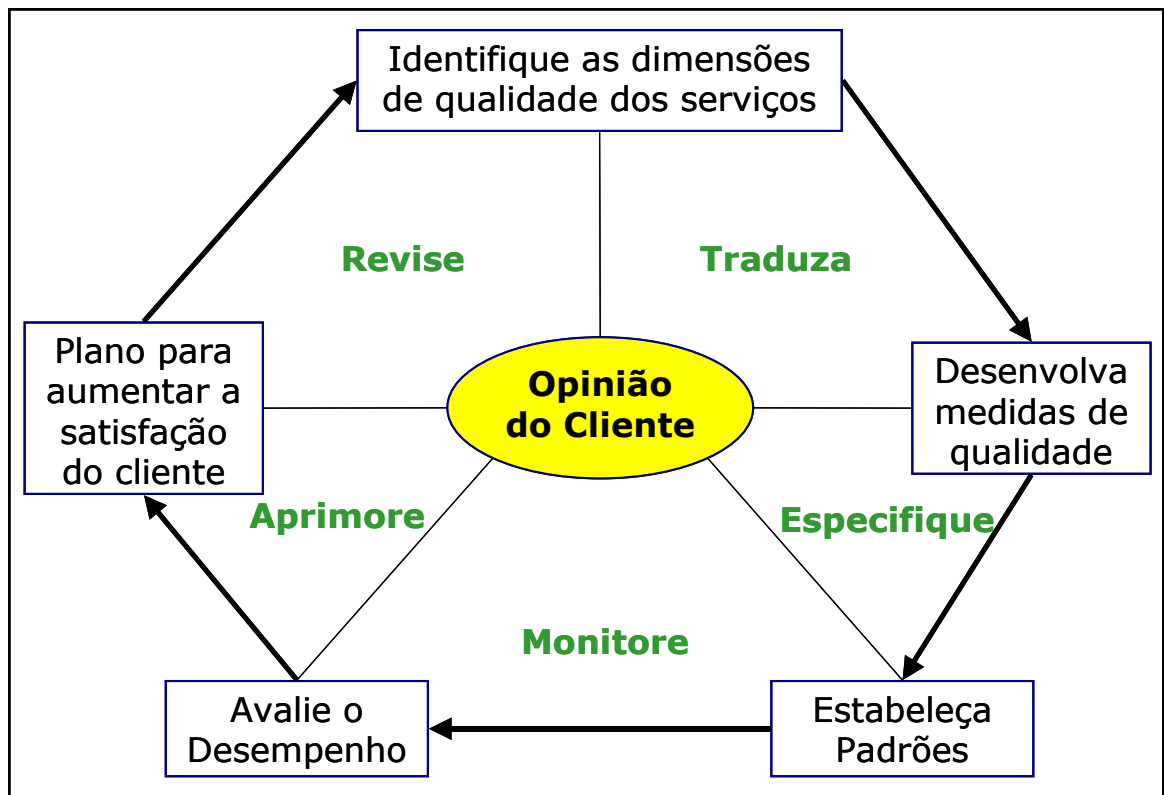 Identifique as dimensões
de qualidade dos serviços
Revise
Traduza
Plano para
aumentar a
satisfação
do cliente
Opinião
do Cliente
Desenvolva
medidas de
qualidade
Aprimore
Especifique
Monitore
Avalie o
Desempenho
Estabeleça
Padrões